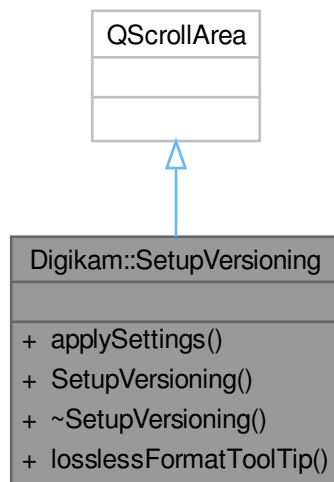 QScrollArea
Digikam::SetupVersioning
+ applySettings()
+ SetupVersioning()
+ ~SetupVersioning()
+ losslessFormatToolTip()